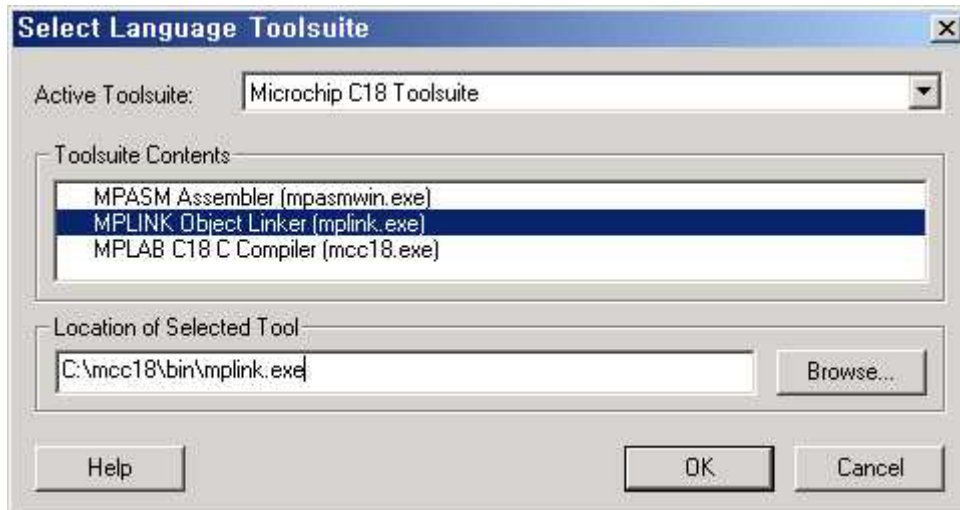 Select Language Toolsuite
Active Toolsuite: Microchip C18 Toolsuite
Toolsuite Contents
MPASM Assembler (mpasmwin.exe)
MPLINK Object Linker (mplink.exe)
MPLAB C18 C Compiler (mcc18.exe)
Location of Selected Tool
C:\mcc18\bin\mplink.exe Browse...
Help OK Cancel